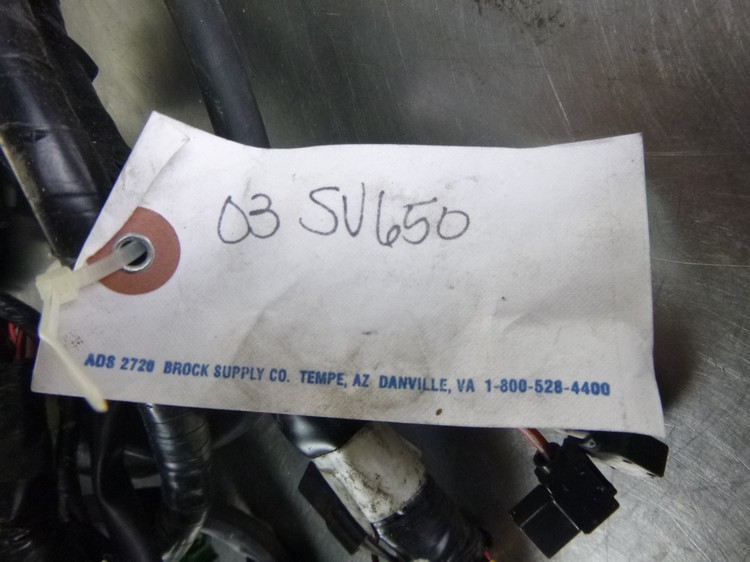 03 SV650
ADS 2720 BROCK SUPPLY CO. TEMPE, AZ DANVILLE, VA 1-800-528-4400